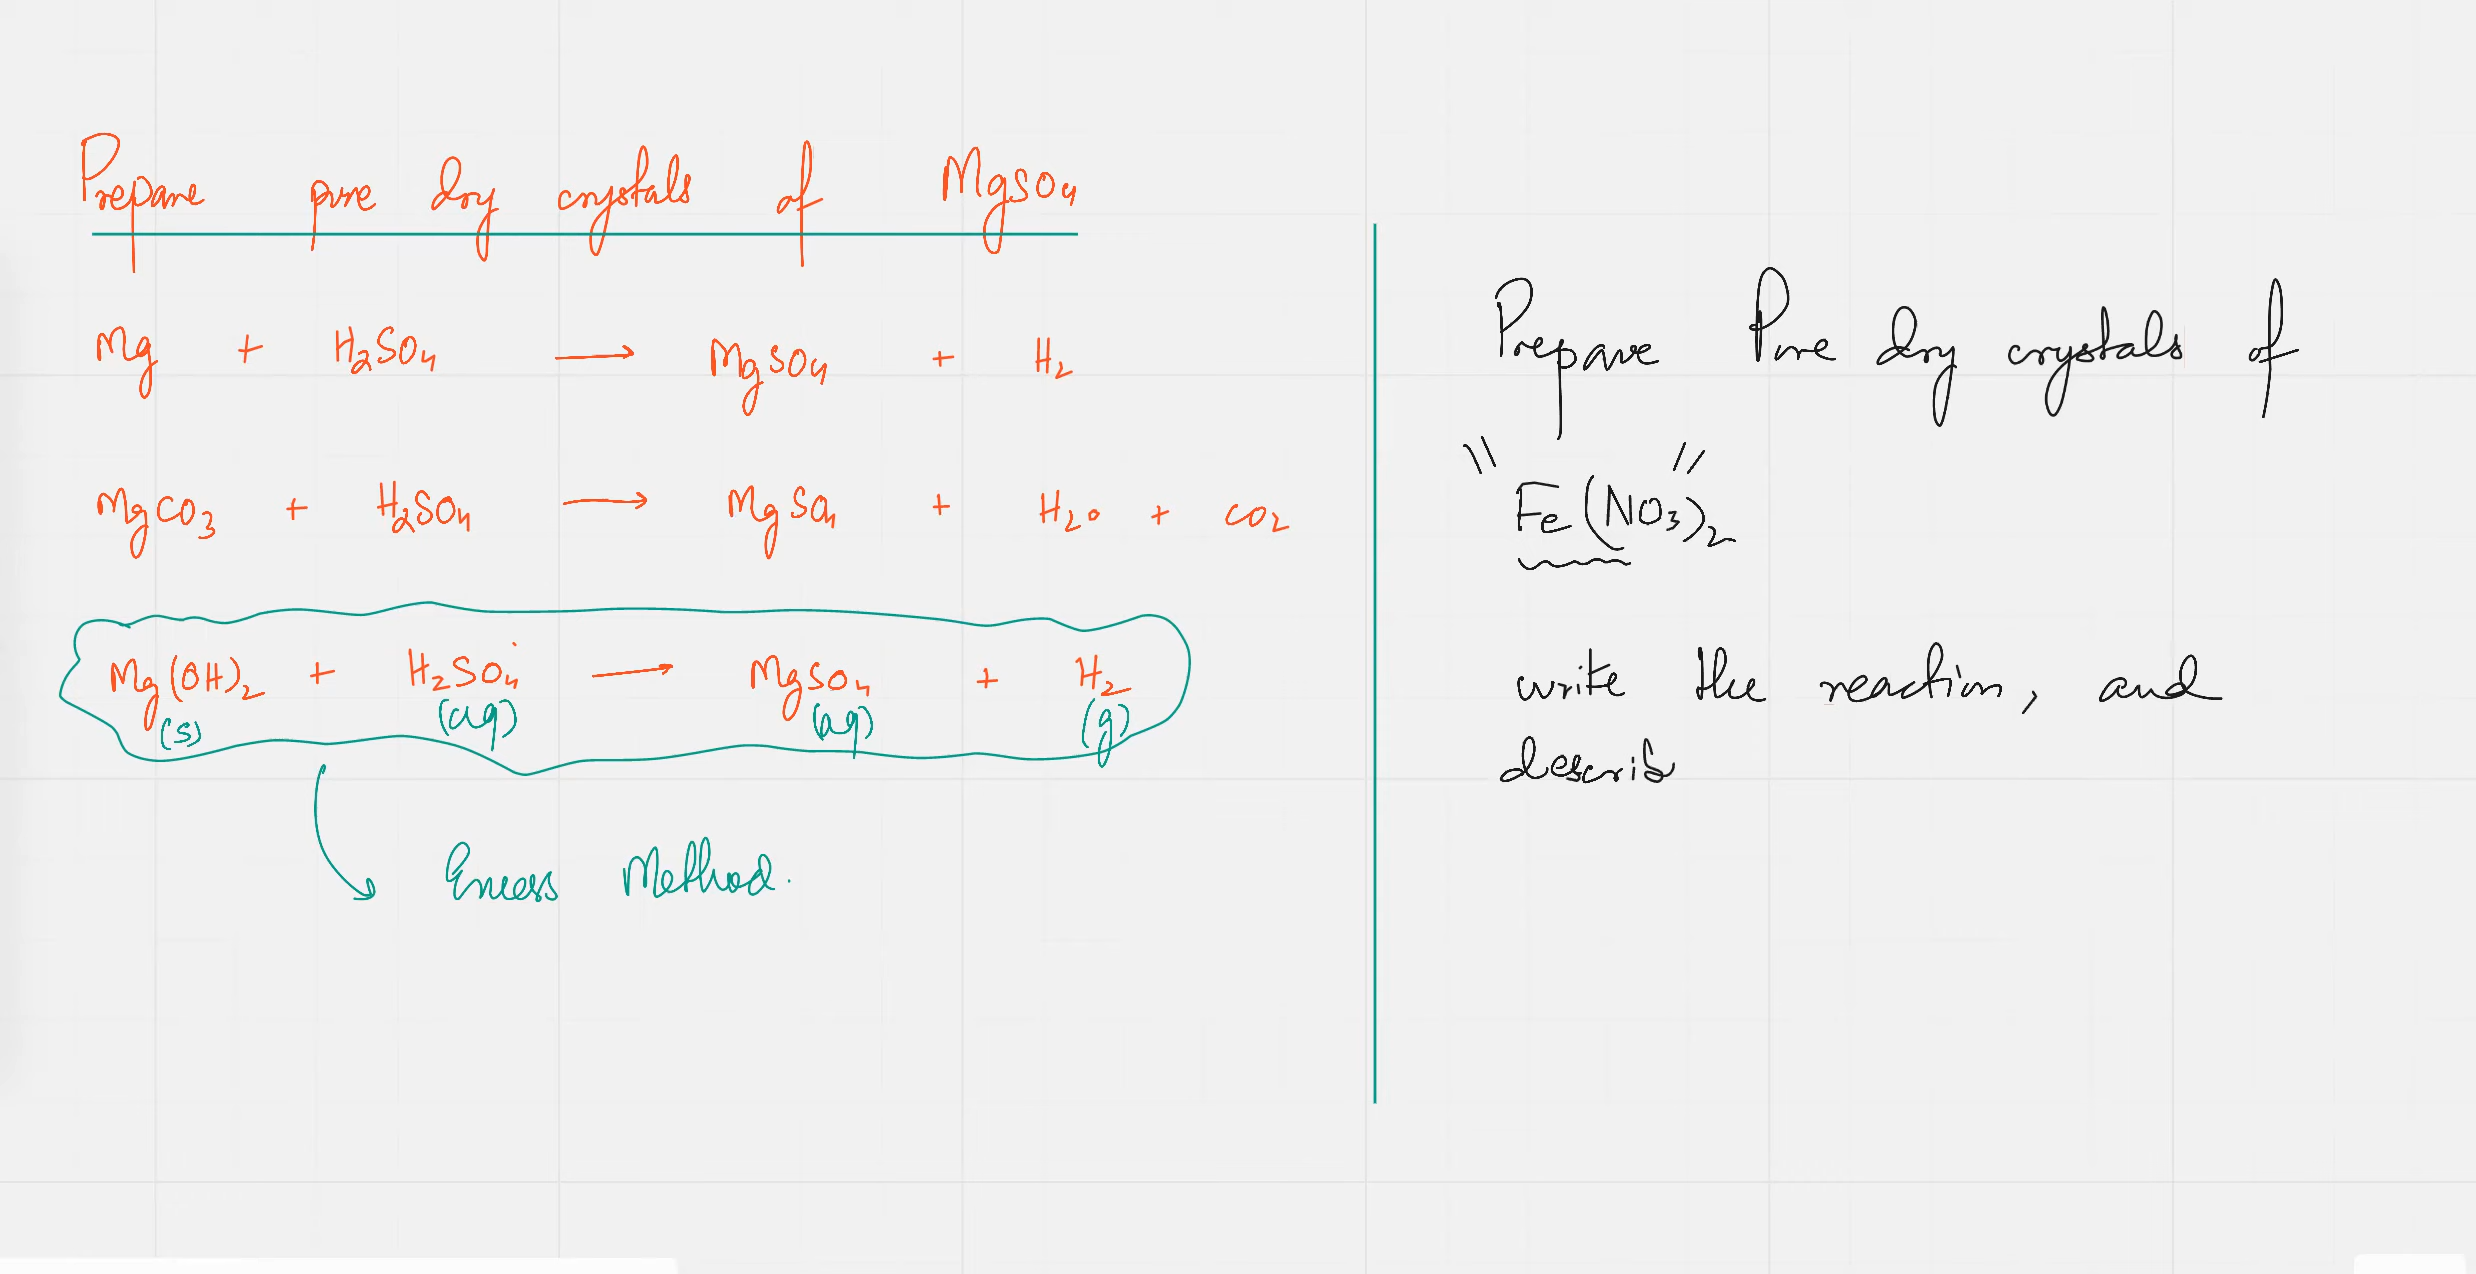 Prepare pure dry crystals of MgSO4
Mg + H2SO4 → MgSO4 + H2
MgCO3 + H2SO4 → MgSO4 + H2O + CO2
Mg(OH)2 + H2SO4 → MgSO4 + H2
(s) (aq) (aq) (g)
Excess Method.
Prepare Pure dry crystals of
"Fe(NO3)2"
write the reaction, and
describ